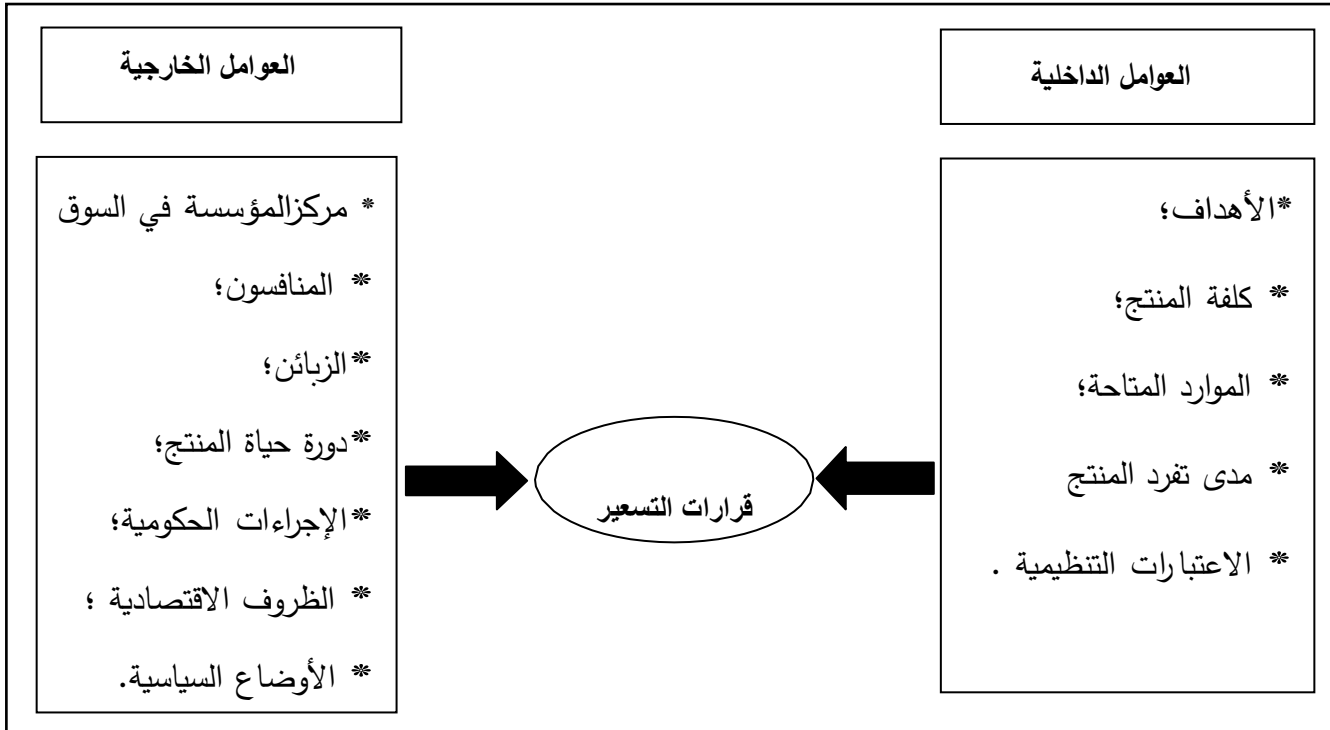 العوامل الداخلية
*الأهداف؛
* كلفة المنتج؛
* الموارد المتاحة؛
* مدى تفرد المنتج
* الاعتبارات التنظيمية .
قرارات التسعير
العوامل الخارجية
* مركزالمؤسسة في السوق
* المنافسون؛
*الزبائن؛
*دورة حياة المنتج؛
*الإجراءات الحكومية؛
* الظروف الاقتصادية ؛
* الأوضاع السياسية.